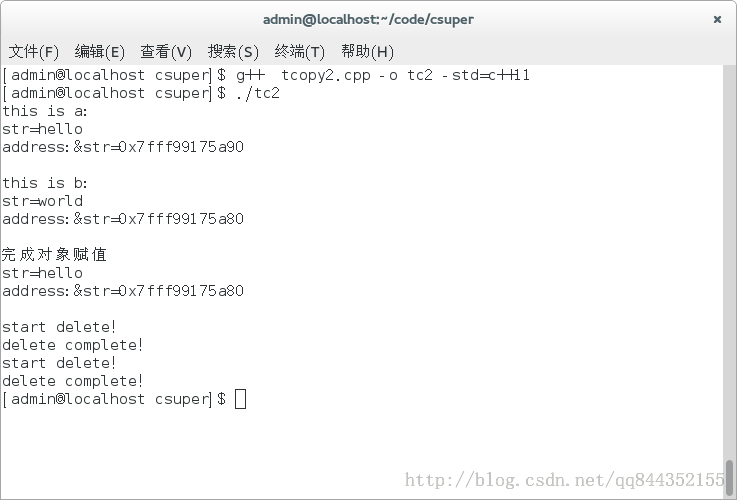 admin@localhost:~/code/csuper ×
文件(F) 编辑(E) 查看(V) 搜索(S) 终端(T) 帮助(H)
[admin@localhost csuper]$ g++  tcopy2.cpp -o tc2 -std=c++11
[admin@localhost csuper]$ ./tc2
this is a:
str=hello
address:&str=0x7fff99175a90
this is b:
str=world
address:&str=0x7fff99175a80
完成对象赋值
str=hello
address:&str=0x7fff99175a80
start delete!
delete complete!
start delete!
delete complete!
[admin@localhost csuper]$
http://blog.csdn.net/qq844352155